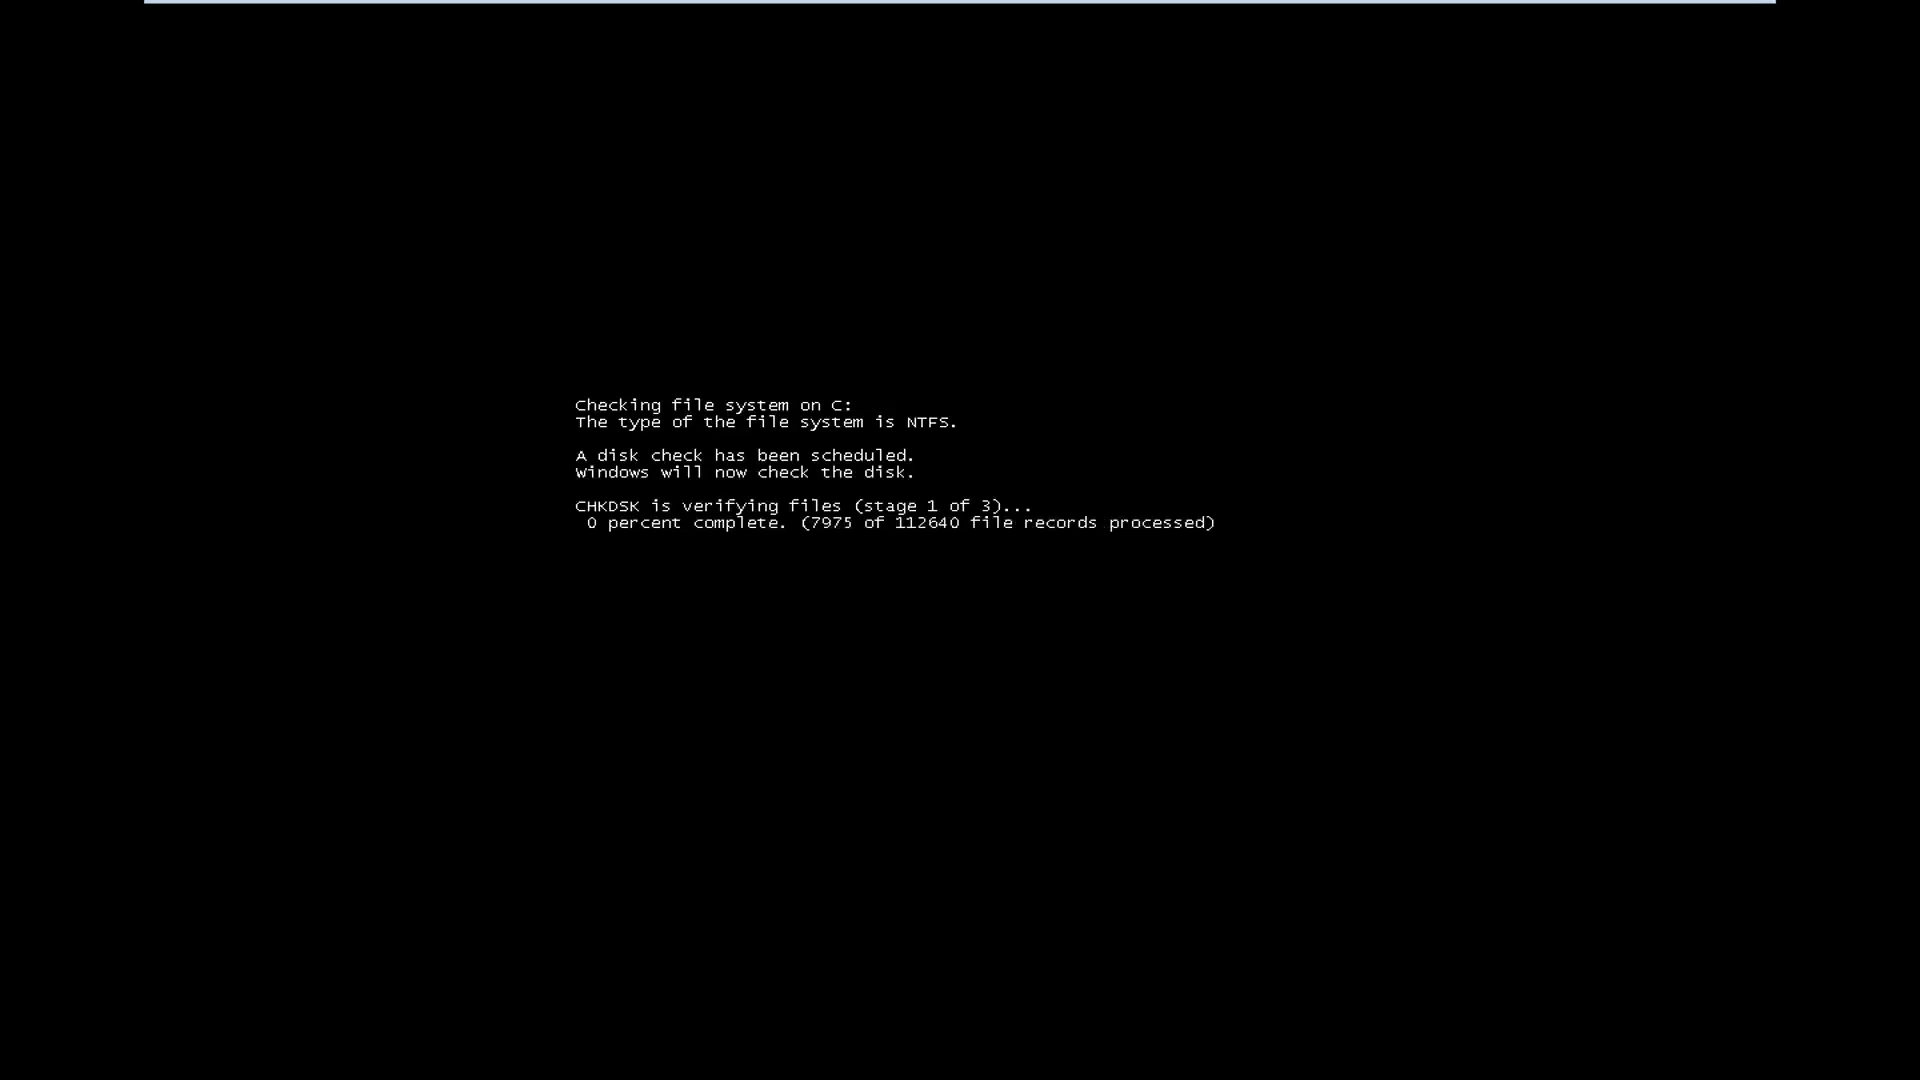 Checking file system on C:
The type of the file system is NTFS.
A disk check has been scheduled.
Windows will now check the disk.
CHKDSK is verifying files (stage 1 of 3)...
0 percent complete. (7975 of 112640 file records processed)